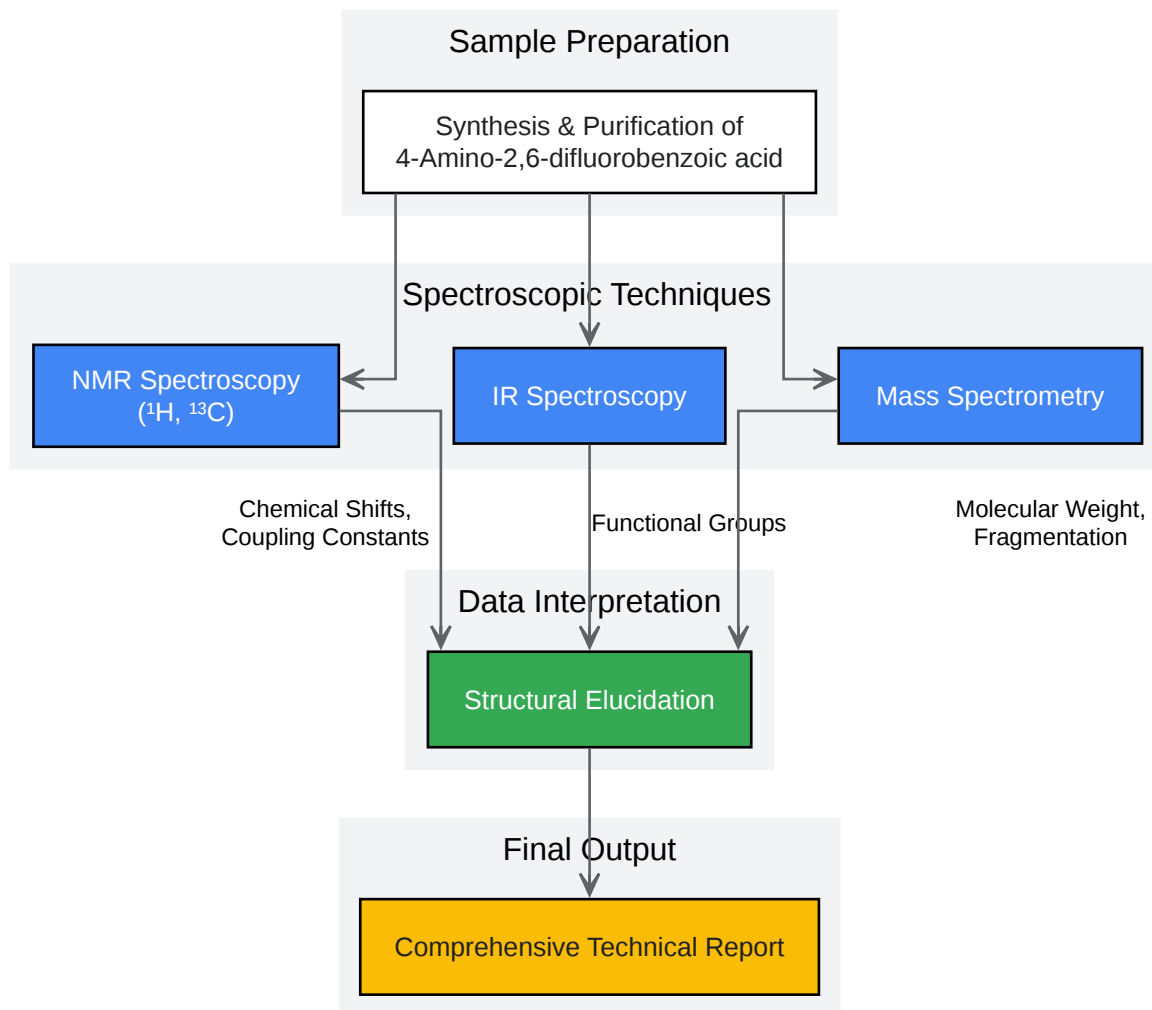 Sample Preparation
Synthesis & Purification of
4-Amino-2,6-difluorobenzoic acid
Spectroscopic Techniques
NMR Spectroscopy
(¹H, ¹³C)
IR Spectroscopy
Mass Spectrometry
Chemical Shifts,
Coupling Constants
Functional Groups
Molecular Weight,
Fragmentation
Data Interpretation
Structural Elucidation
Final Output
Comprehensive Technical Report